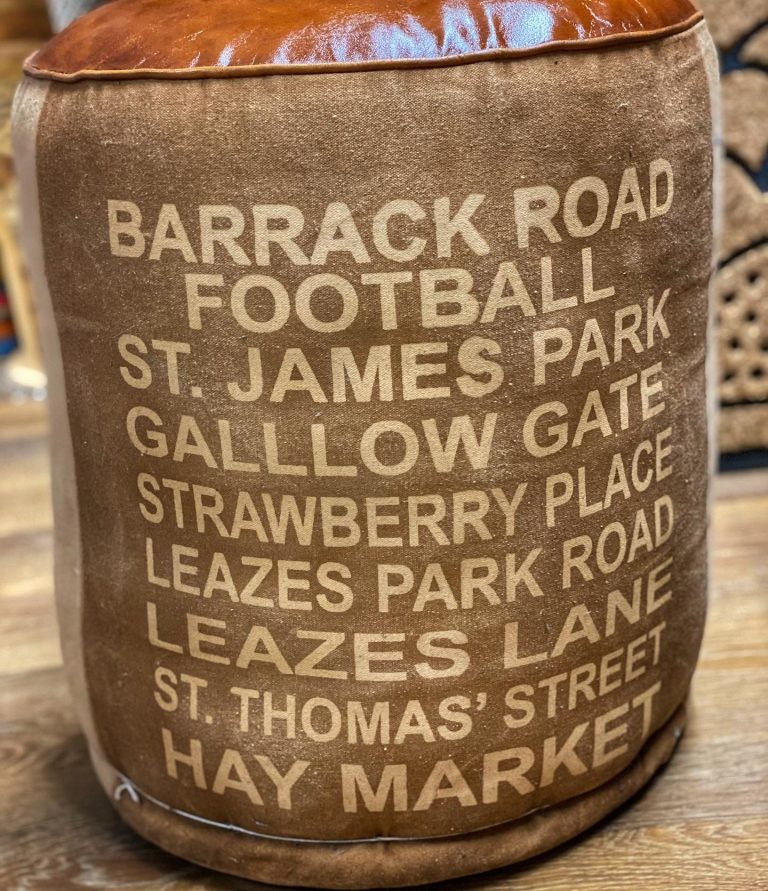 BARRACK ROAD
FOOTBALL
ST. JAMES PARK
GALLLOW GATE
STRAWBERRY PLACE
LEAZES PARK ROAD
LEAZES LANE
ST. THOMAS' STREET
HAY MARKET